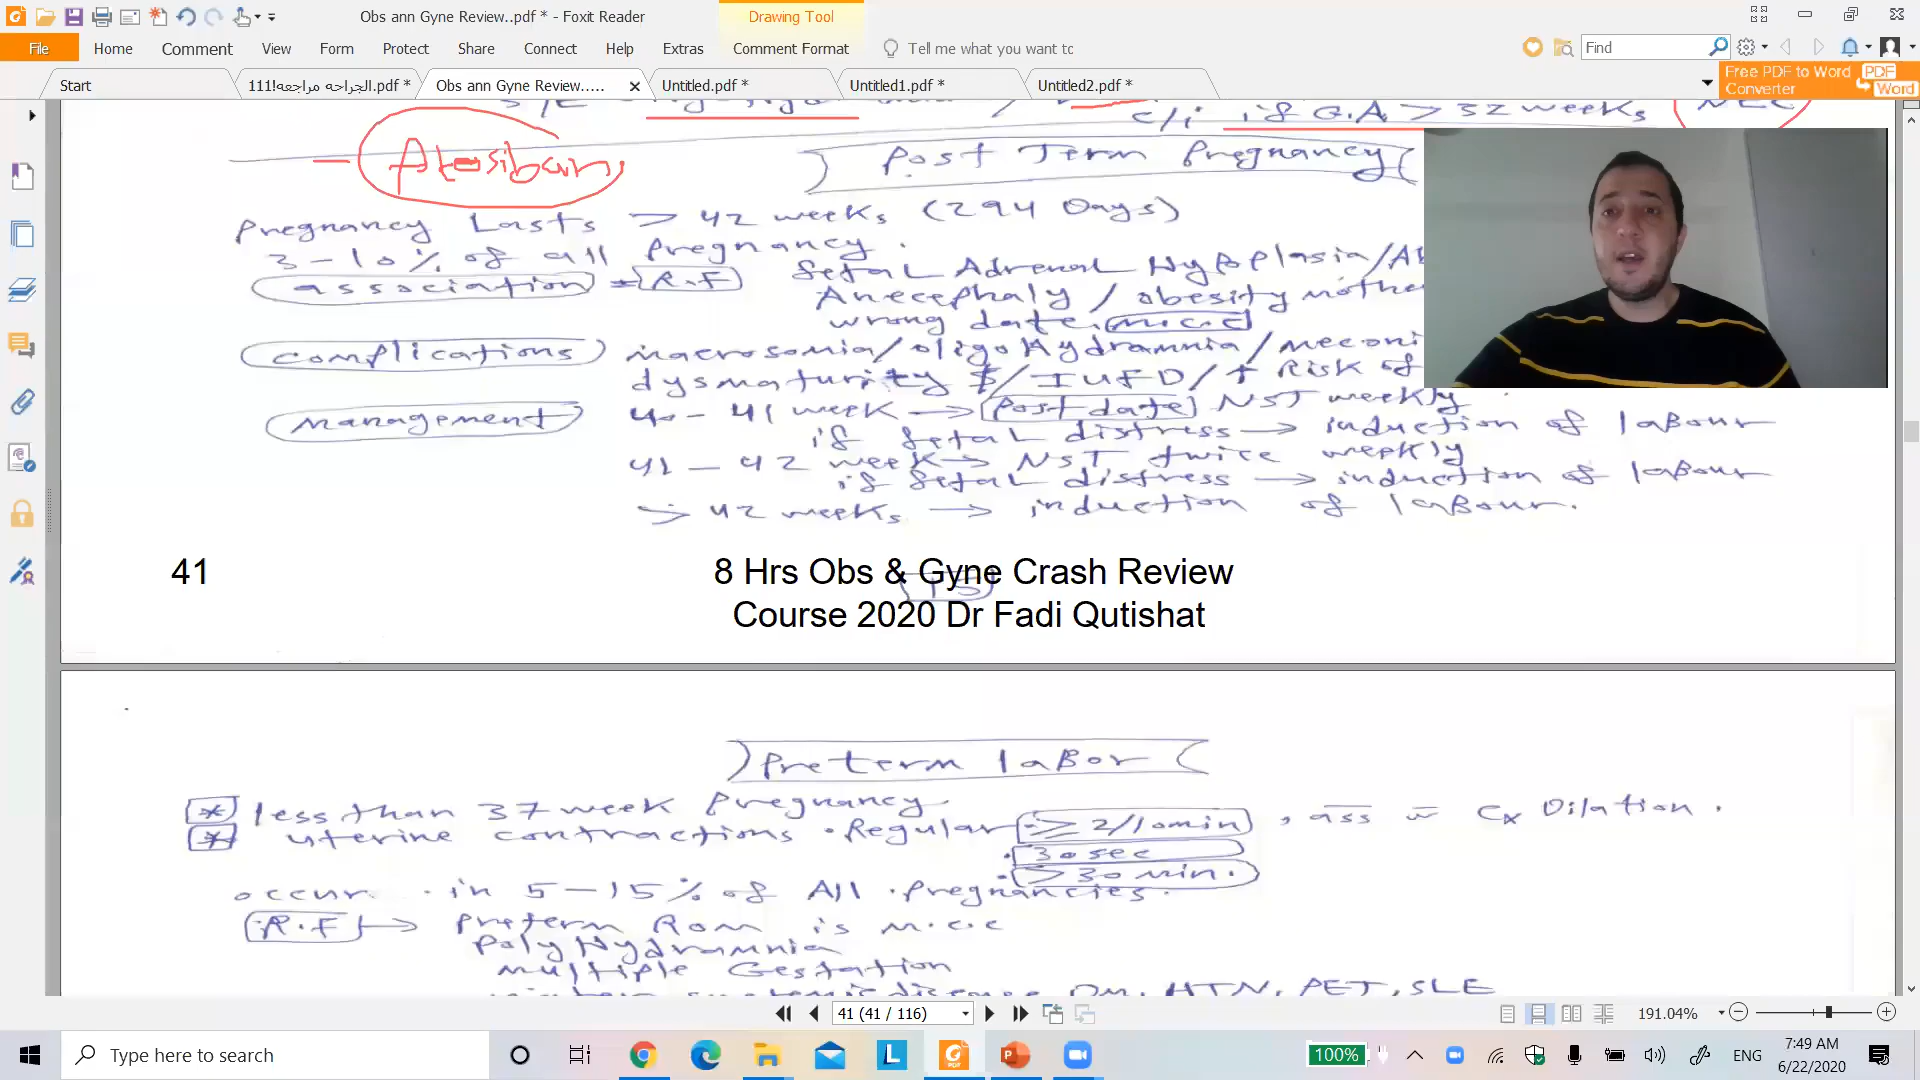 Obs ann Gyne Review..pdf * - Foxit Reader
Drawing Tool
File Home Comment View Form Protect Share Connect Help Extras Comment Format Tell me what you want to Find
Start 111!الجراحه مراجعه.pdf * Obs ann Gyne Review..... Untitled.pdf * Untitled1.pdf * Untitled2.pdf *
Free PDF to Word Converter
PDF Word
c/i if G.A > 32 weeks NEC
- Atosiban
Post Term Pregnancy
Pregnancy Lasts > 42 weeks (294 Days)
3-10% of all pregnancy.
association = R.F fetal Adrenal Hypoplasia /
Anecephaly / obesity mothe
wrong date. m.c.c
complications macrosomia/oligoHydramnia/meconi
dysmaturity $/IUFD/↑ Risk of
management 40-41 week → Post date NST weekly
if fetal distress → induction of labour
41-42 week → NST twice weekly
if fetal distress → induction of labour
> 42 weeks → induction of labour.
15
41
8 Hrs Obs & Gyne Crash Review
Course 2020 Dr Fadi Qutishat
Preterm labor
* less than 37 week pregnancy.
* uterine contractions . Regular ≥ 2/10min , ass = Cx Dilation .
. 30 sec
. > 30 min.
occur . in 5-15% of All . pregnancies.
R.F → Preterm Rom is m.c.c
PolyHydramnia
multiple Gestation
DM, HTN, PET, SLE
41 (41 / 116)
191.04%
Type here to search
100%
ENG
7:49 AM
6/22/2020